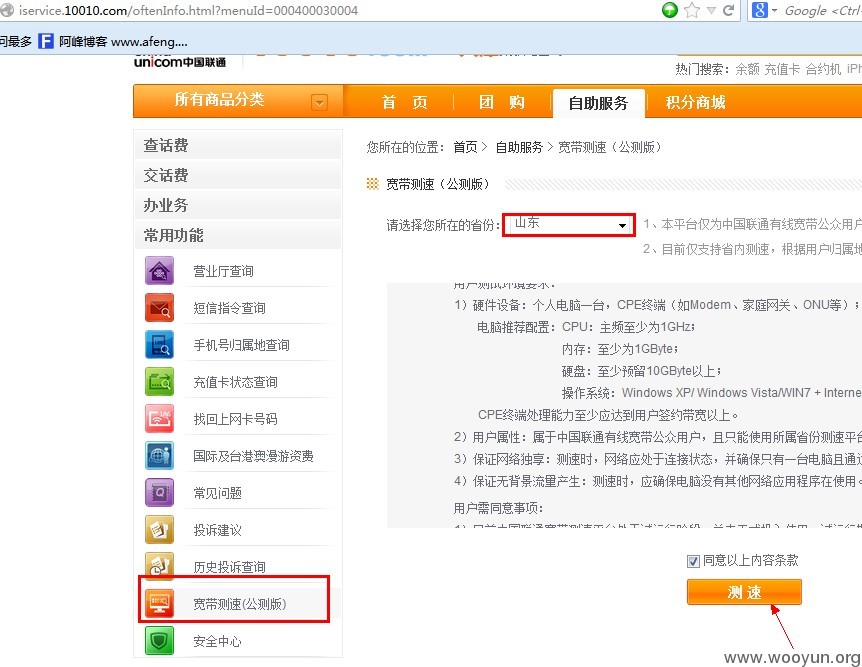 iservice.10010.com/oftenInfo.html?menuId=000400030004
Google <Ctrl-
问最多 阿峰博客 www.afeng....
unicom中国联通
热门搜索: 余额 充值卡 合约机 iPh
所有商品分类 首 页 团 购 自助服务 积分商城
查话费
交话费
办业务
常用功能
营业厅查询
短信指令查询
手机号归属地查询
充值卡状态查询
找回上网卡号码
国际及台港澳漫游资费
常见问题
投诉建议
历史投诉查询
宽带测速(公测版)
安全中心
您所在的位置: 首页 > 自助服务 > 宽带测速（公测版）
宽带测速（公测版）
请选择您所在的省份: 山东
1、本平台仅为中国联通有线宽带公众用户
2、目前仅支持省内测速，根据用户归属地
用户测试环境要求:
1）硬件设备：个人电脑一台，CPE终端（如Modem、家庭网关、ONU等）；
电脑推荐配置：CPU：主频至少为1GHz；
内存：至少为1GByte；
硬盘：至少预留10GByte以上；
操作系统：Windows XP/ Windows Vista/WIN7 + Interne
CPE终端处理能力至少应达到用户签约带宽以上。
2）用户属性：属于中国联通有线宽带公众用户，且只能使用所属省份测速平台
3）保证网络独享：测速时，网络应处于连接状态，并确保只有一台电脑且通过
4）保证无背景流量产生：测速时，应确保电脑没有其他网络应用程序在使用。
用户需同意事项:
同意以上内容条款
测 速
www.wooyun.org